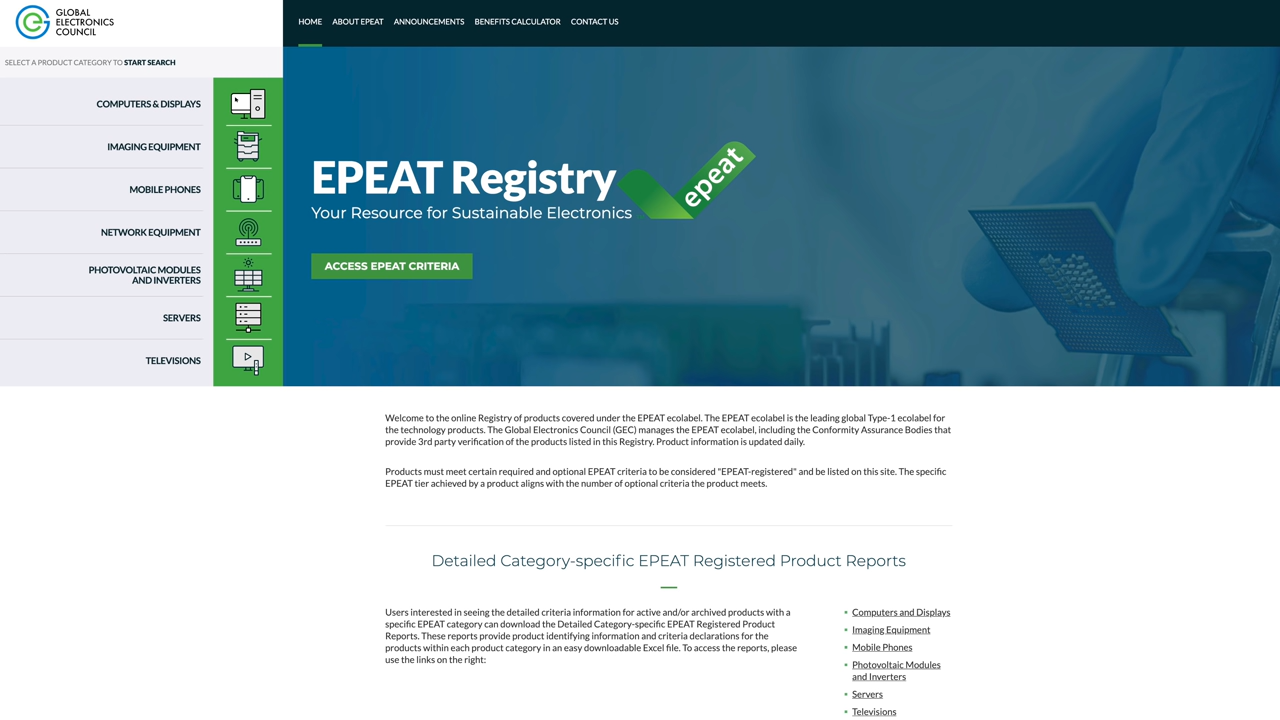 GLOBAL
ELECTRONICS
COUNCIL
HOME ABOUT EPEAT ANNOUNCEMENTS BENEFITS CALCULATOR CONTACT US
SELECT A PRODUCT CATEGORY TO START SEARCH
COMPUTERS & DISPLAYS
IMAGING EQUIPMENT
MOBILE PHONES
NETWORK EQUIPMENT
PHOTOVOLTAIC MODULES
AND INVERTERS
SERVERS
TELEVISIONS
EPEAT Registry
epeat
Your Resource for Sustainable Electronics
ACCESS EPEAT CRITERIA
Welcome to the online Registry of products covered under the EPEAT ecolabel. The EPEAT ecolabel is the leading global Type-1 ecolabel for
the technology products. The Global Electronics Council (GEC) manages the EPEAT ecolabel, including the Conformity Assurance Bodies that
provide 3rd party verification of the products listed in this Registry. Product information is updated daily.
Products must meet certain required and optional EPEAT criteria to be considered "EPEAT-registered" and be listed on this site. The specific
EPEAT tier achieved by a product aligns with the number of optional criteria the product meets.
Detailed Category-specific EPEAT Registered Product Reports
Users interested in seeing the detailed criteria information for active and/or archived products with a
specific EPEAT category can download the Detailed Category-specific EPEAT Registered Product
Reports. These reports provide product identifying information and criteria declarations for the
products within each product category in an easy downloadable Excel file. To access the reports, please
use the links on the right:
Computers and Displays
Imaging Equipment
Mobile Phones
Photovoltaic Modules
and Inverters
Servers
Televisions